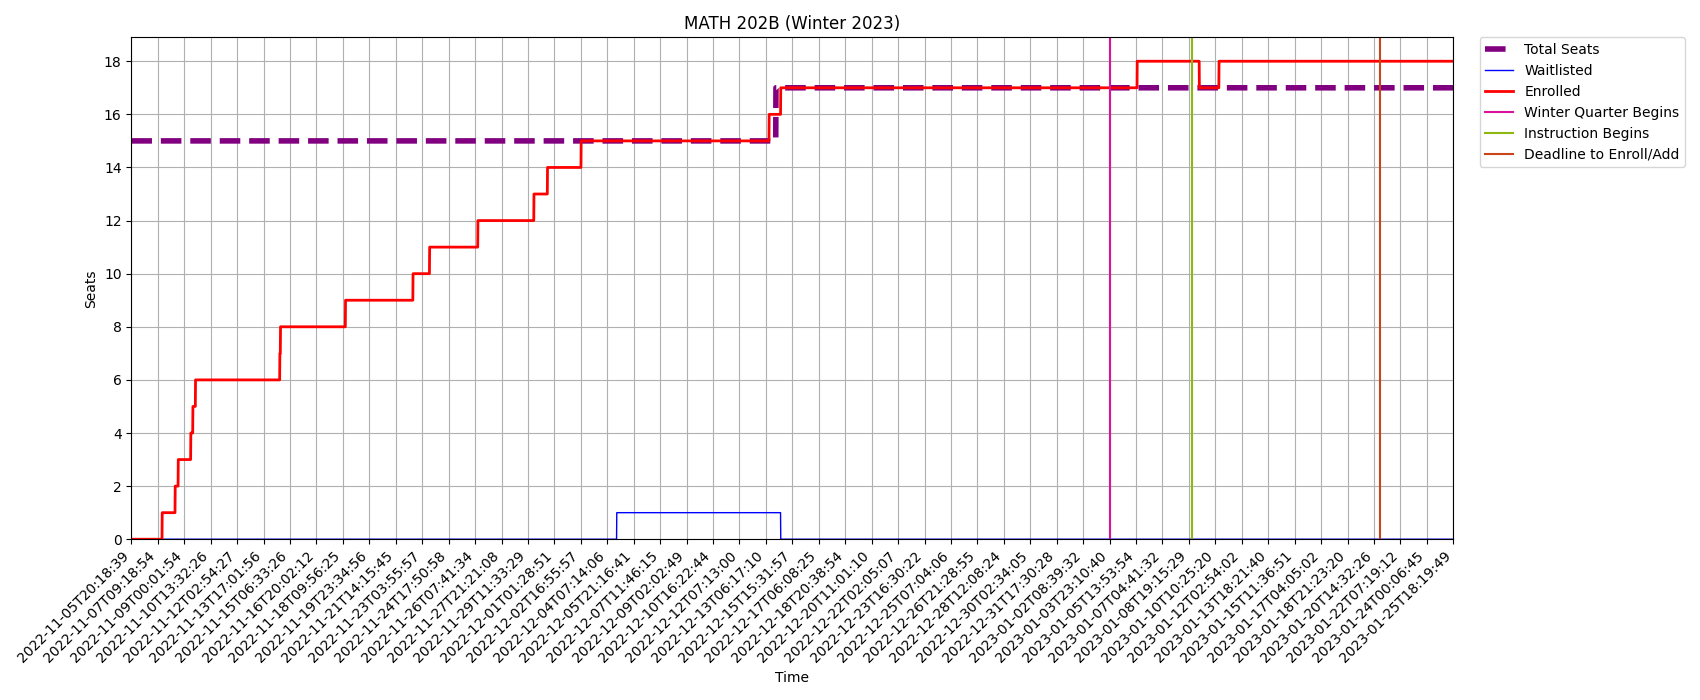 MATH 202B (Winter 2023)
Total Seats
Waitlisted
Enrolled
Winter Quarter Begins
Instruction Begins
Deadline to Enroll/Add
Seats
18
16
14
12
10
8
6
4
2
0
2022-11-05T20:18:39
2022-11-07T09:18:54
2022-11-09T00:01:54
2022-11-10T13:32:26
2022-11-12T02:54:27
2022-11-13T17:01:56
2022-11-15T06:33:26
2022-11-16T20:02:12
2022-11-18T09:56:25
2022-11-19T23:34:56
2022-11-21T14:15:45
2022-11-23T03:55:57
2022-11-24T17:50:58
2022-11-26T07:41:34
2022-11-27T21:21:08
2022-11-29T11:33:29
2022-12-01T01:28:51
2022-12-02T16:55:57
2022-12-04T07:14:06
2022-12-05T21:16:41
2022-12-07T11:46:15
2022-12-09T02:02:49
2022-12-10T16:22:44
2022-12-12T07:13:00
2022-12-13T06:17:10
2022-12-15T15:31:57
2022-12-17T06:08:25
2022-12-18T20:38:54
2022-12-20T11:01:10
2022-12-22T02:05:07
2022-12-23T16:30:22
2022-12-25T07:04:06
2022-12-26T21:28:55
2022-12-28T12:08:24
2022-12-30T02:34:05
2022-12-31T17:30:28
2023-01-02T08:39:32
2023-01-03T23:10:40
2023-01-05T13:53:54
2023-01-07T04:41:32
2023-01-08T19:15:29
2023-01-10T10:25:20
2023-01-12T02:54:02
2023-01-13T18:21:40
2023-01-15T11:36:51
2023-01-17T04:05:02
2023-01-18T21:23:20
2023-01-20T14:32:26
2023-01-22T07:19:12
2023-01-24T00:06:45
2023-01-25T18:19:49
Time